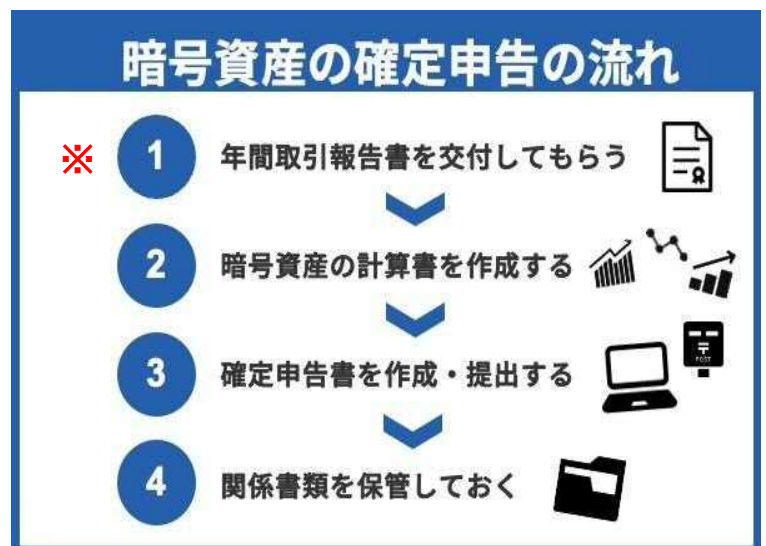 暗号資産の確定申告の流れ
※
1
年間取引報告書を交付してもらう
2
暗号資産の計算書を作成する
3
確定申告書を作成・提出する
〒
POST
4
関係書類を保管しておく